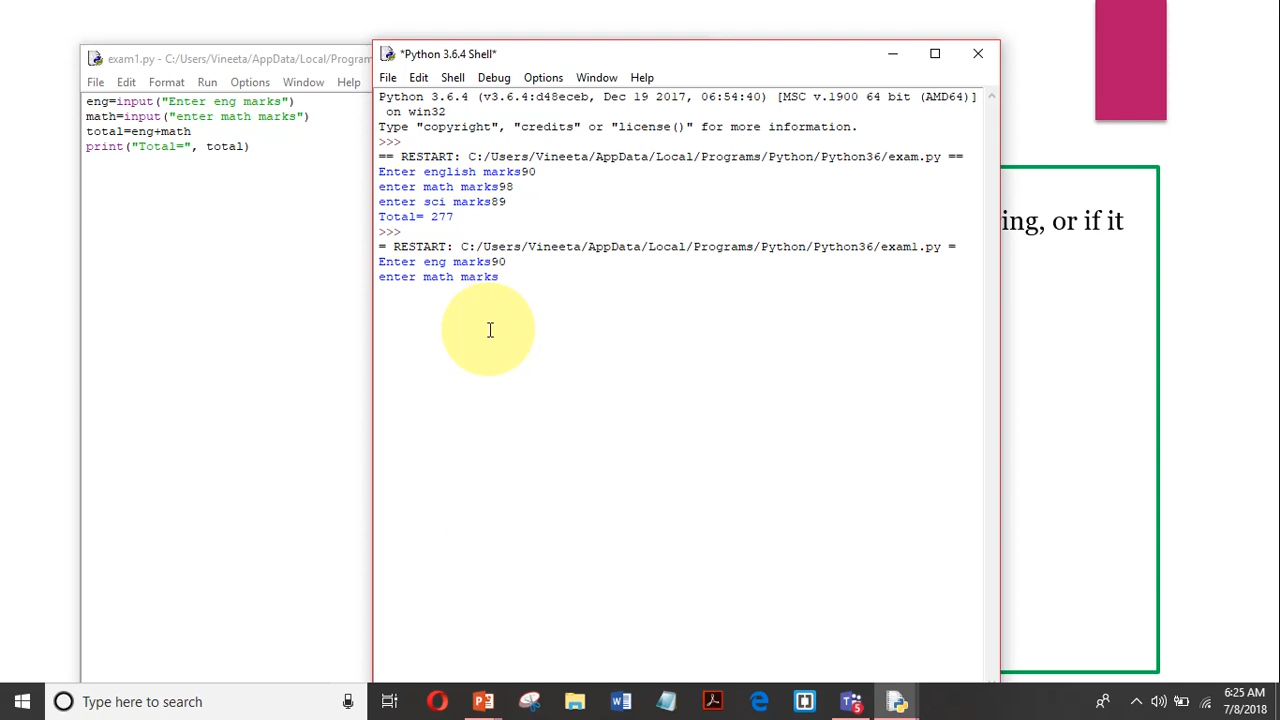 exam1.py - C:/Users/Vineeta/AppData/Local/Program
File Edit Format Run Options Window Help
eng=input("Enter eng marks")
math=input("enter math marks")
total=eng+math
print("Total=", total)
*Python 3.6.4 Shell*
File Edit Shell Debug Options Window Help
Python 3.6.4 (v3.6.4:d48eceb, Dec 19 2017, 06:54:40) [MSC v.1900 64 bit (AMD64)]
on win32
Type "copyright", "credits" or "license()" for more information.
>>>
== RESTART: C:/Users/Vineeta/AppData/Local/Programs/Python/Python36/exam.py ==
Enter english marks90
enter math marks98
enter sci marks89
Total= 277
>>>
= RESTART: C:/Users/Vineeta/AppData/Local/Programs/Python/Python36/exam1.py =
Enter eng marks90
enter math marks
ing, or if it
Type here to search
6:25 AM
7/8/2018